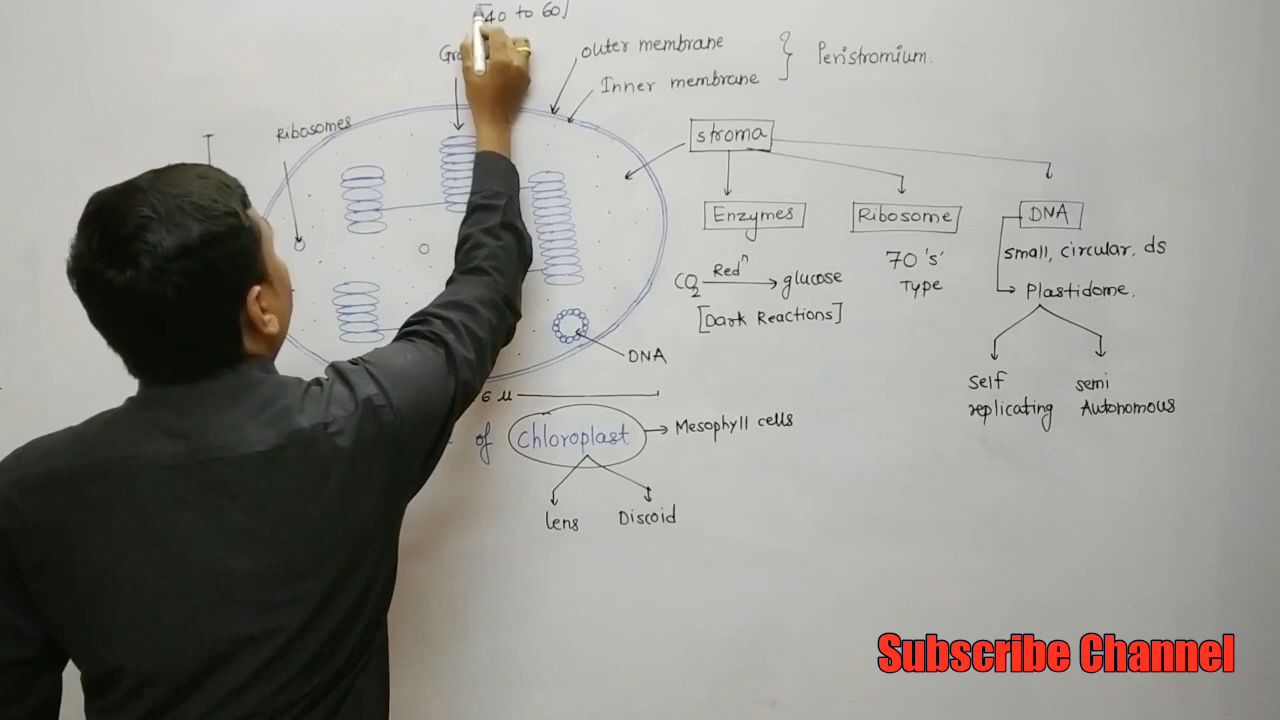 40 to 60
outer membrane
Inner membrane
Peristromium.
Ribosomes
stroma
Enzymes
Ribosome
DNA
small, circular, ds
70 's'
Type
CO2 Redn glucose
[Dark Reactions]
Plastidome.
DNA
Self
replicating
semi
Autonomous
6 µ
of chloroplast
Mesophyll cells
lens
Discoid
Subscribe Channel